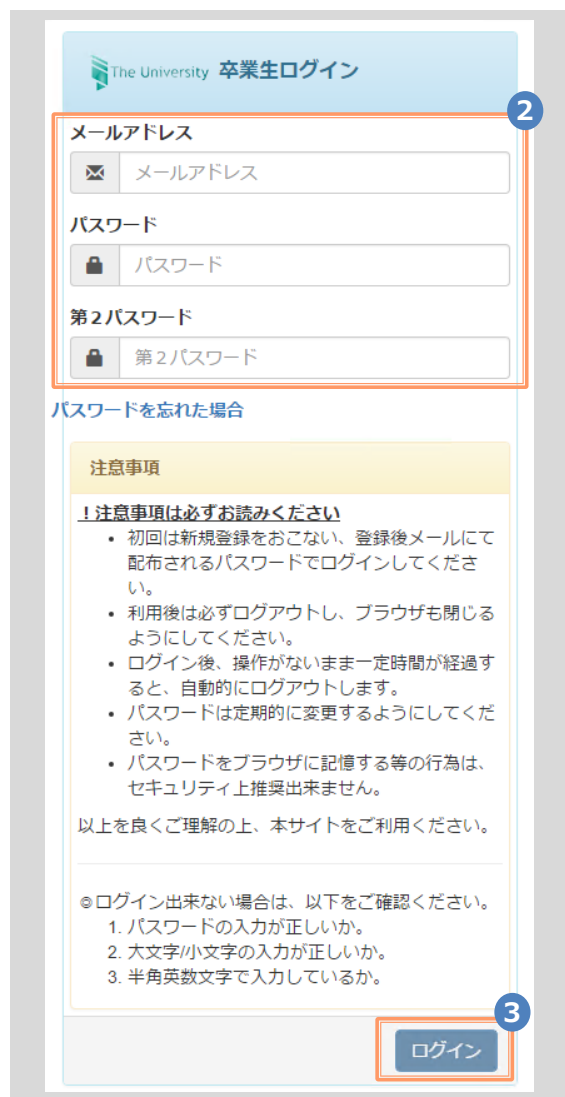 The University 卒業生ログイン
2
メールアドレス
メールアドレス
パスワード
パスワード
第2パスワード
第2パスワード
パスワードを忘れた場合
注意事項
!注意事項は必ずお読みください
• 初回は新規登録をおこない、登録後メールにて
配布されるパスワードでログインしてくださ
い。
• 利用後は必ずログアウトし、ブラウザも閉じる
ようにしてください。
• ログイン後、操作がないまま一定時間が経過す
ると、自動的にログアウトします。
• パスワードは定期的に変更するようにしてくだ
さい。
• パスワードをブラウザに記憶する等の行為は、
セキュリティ上推奨出来ません。
以上を良くご理解の上、本サイトをご利用ください。
◎ログイン出来ない場合は、以下をご確認ください。
1. パスワードの入力が正しいか。
2. 大文字/小文字の入力が正しいか。
3. 半角英数文字で入力しているか。
3
ログイン